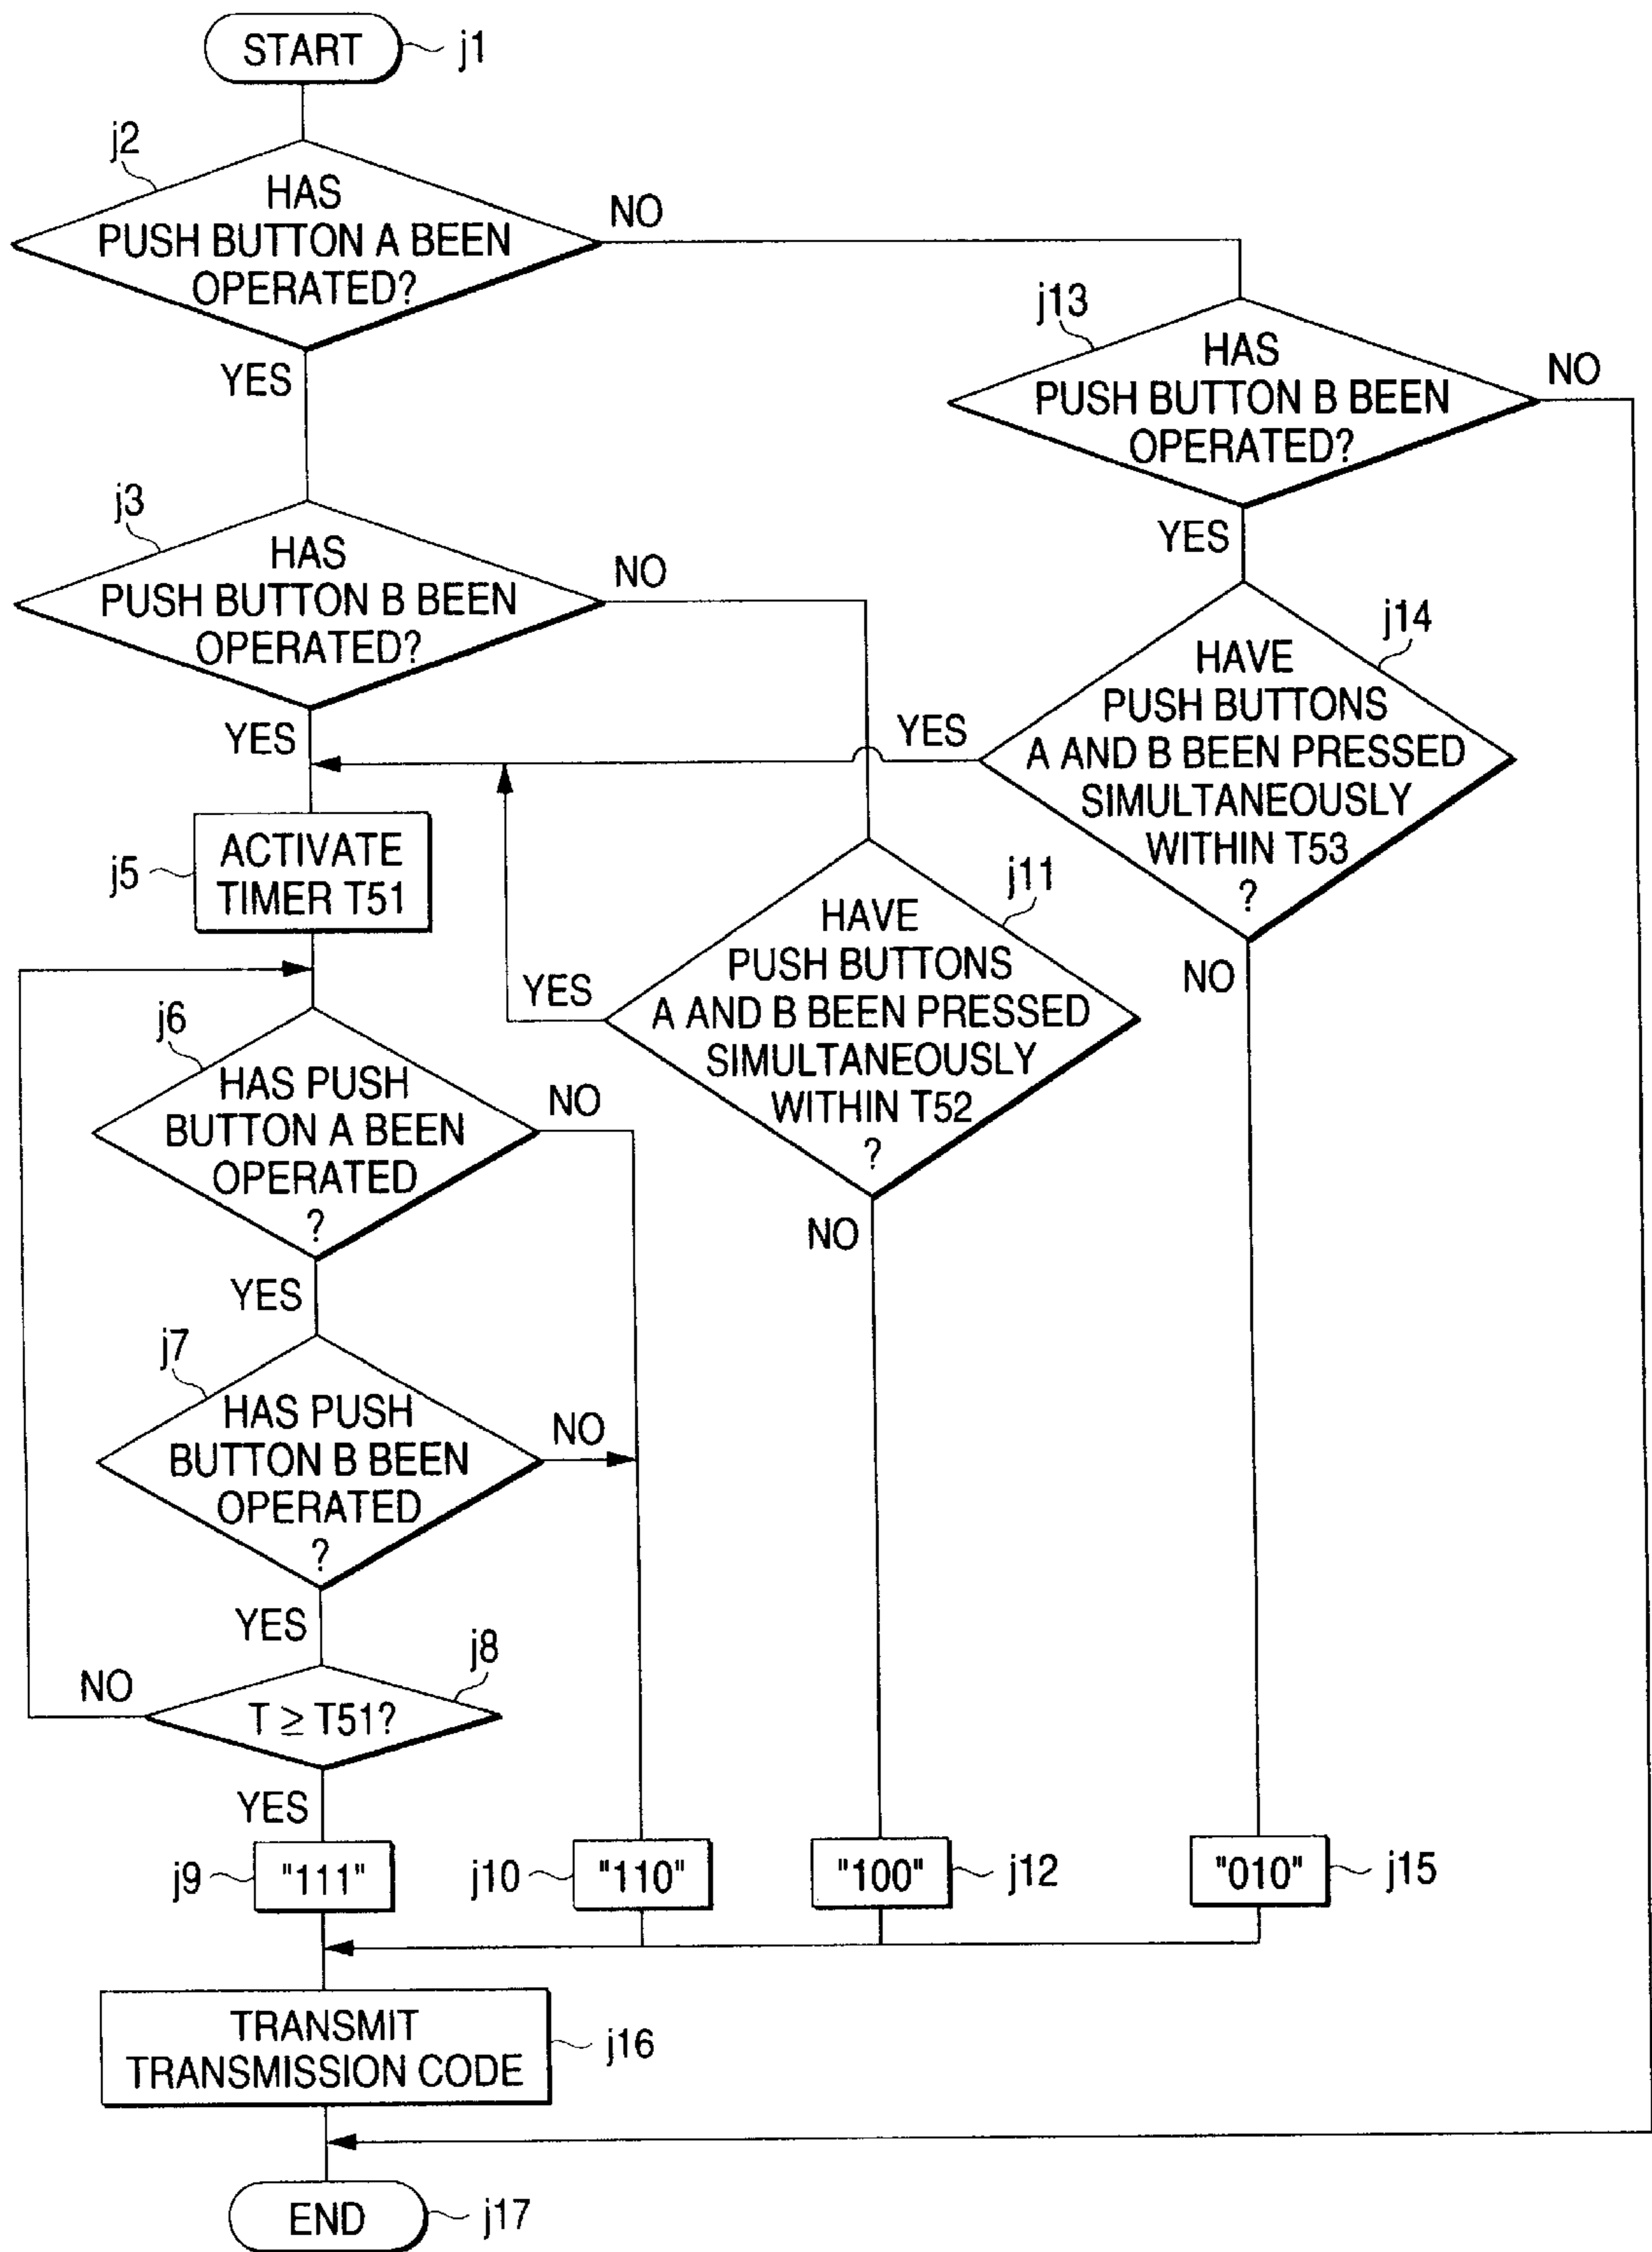 START
j1
j2
HAS
PUSH BUTTON A BEEN
OPERATED?
NO
YES
j13
HAS
PUSH BUTTON B BEEN
OPERATED?
NO
YES
j3
HAS
PUSH BUTTON B BEEN
OPERATED?
NO
YES
j14
HAVE
PUSH BUTTONS
A AND B BEEN PRESSED
SIMULTANEOUSLY
WITHIN T53
?
YES
NO
j5
ACTIVATE
TIMER T51
j11
HAVE
PUSH BUTTONS
A AND B BEEN PRESSED
SIMULTANEOUSLY
WITHIN T52
?
YES
NO
j6
HAS PUSH
BUTTON A BEEN
OPERATED
?
NO
YES
j7
HAS PUSH
BUTTON B BEEN
OPERATED
?
NO
YES
j8
T ≥ T51?
NO
YES
j9
"111"
j10
"110"
"100"
j12
"010"
j15
TRANSMIT
TRANSMISSION CODE
j16
END
j17